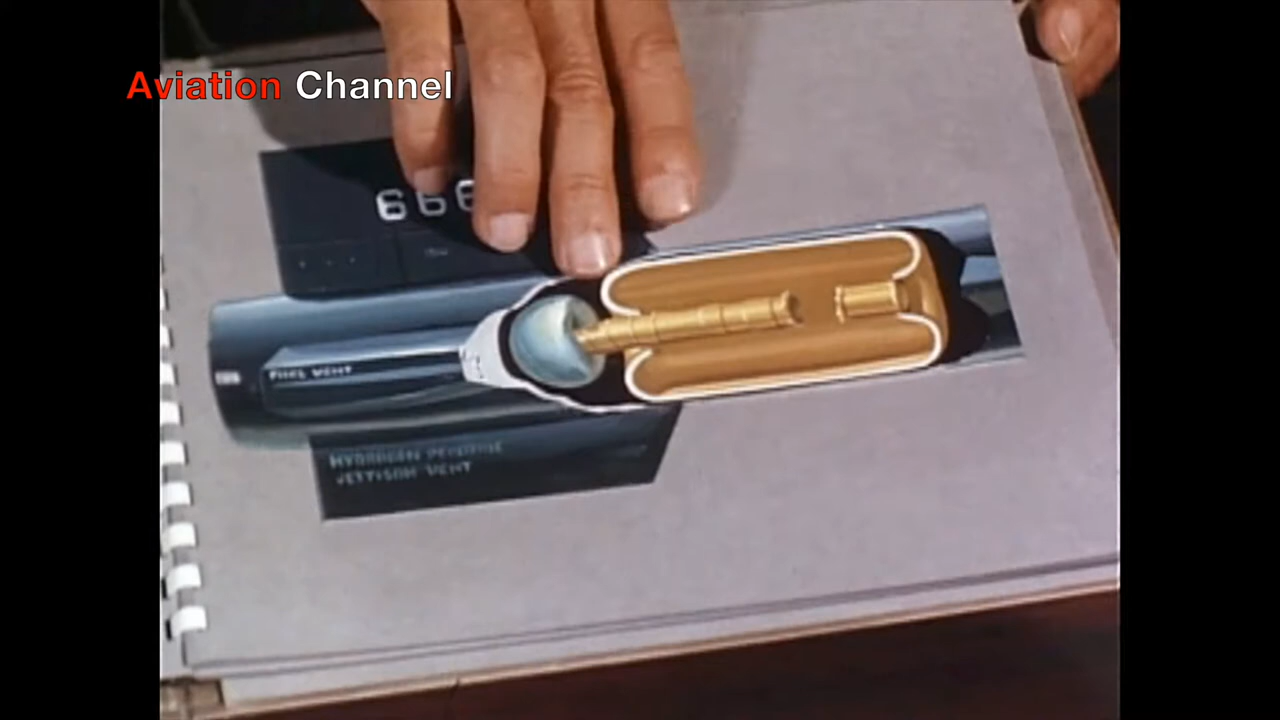 Aviation Channel
666
FUEL VENT
HYDROGEN PEROXIDE
JETTISON VENT